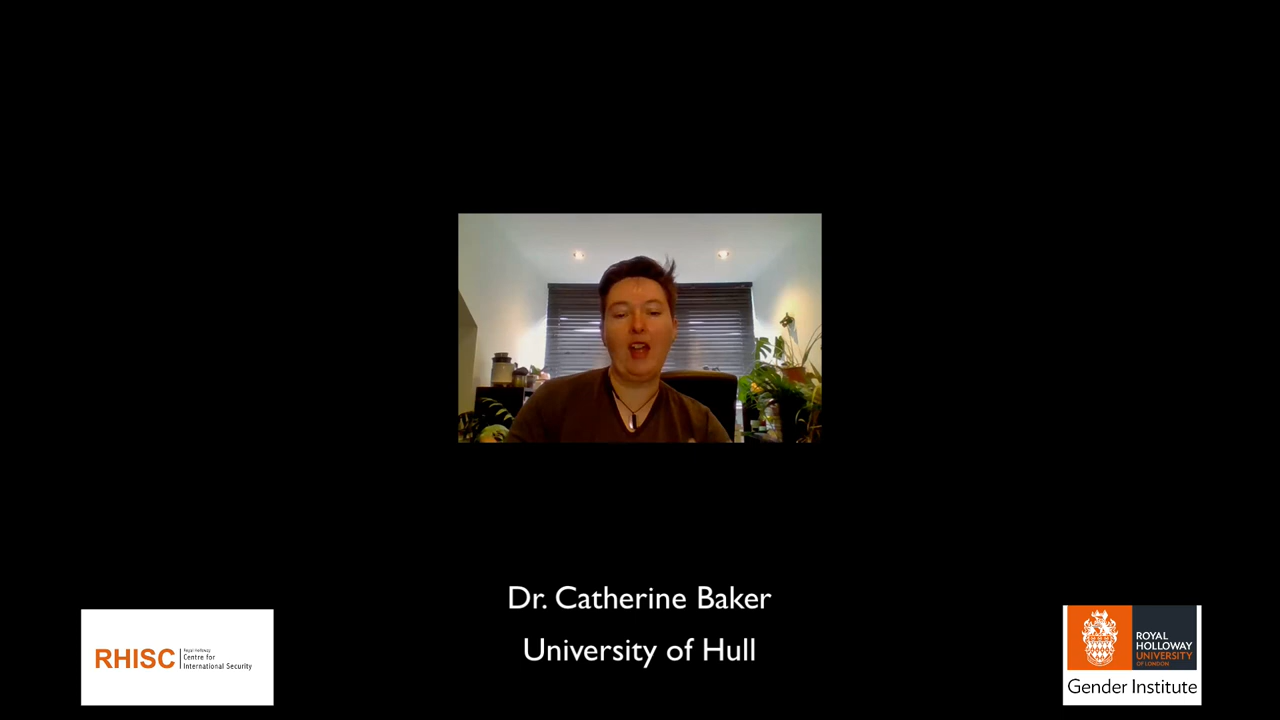 Dr. Catherine Baker
University of Hull
RHISC
Royal Holloway
Centre for
International Security
ROYAL
HOLLOWAY
UNIVERSITY
OF LONDON
Gender Institute